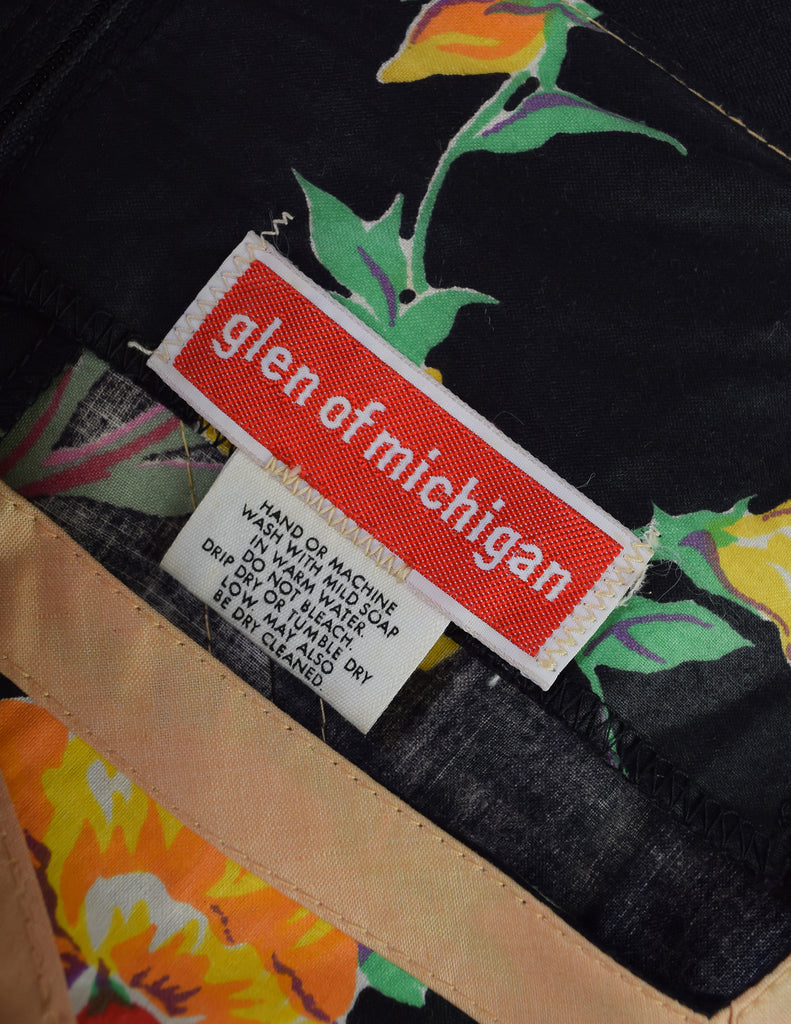 glen of michigan
HAND OR MACHINE
WASH WITH MILD SOAP
IN WARM WATER.
DO NOT BLEACH.
DRIP DRY OR TUMBLE DRY
LOW. MAY ALSO
BE DRY CLEANED.